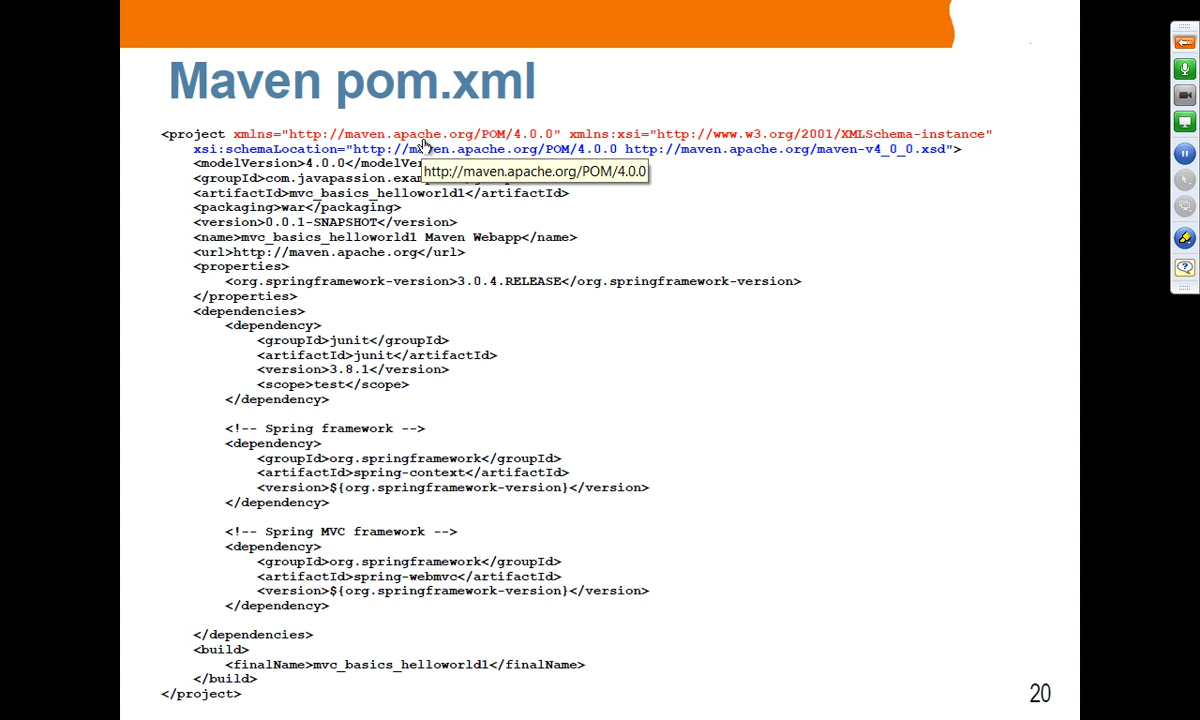 Maven pom.xml
<project xmlns="http://maven.apache.org/POM/4.0.0" xmlns:xsi="http://www.w3.org/2001/XMLSchema-instance"
xsi:schemaLocation="http://maven.apache.org/POM/4.0.0 http://maven.apache.org/maven-v4_0_0.xsd">
<modelVersion>4.0.0</modelVer
http://maven.apache.org/POM/4.0.0
<groupId>com.javapassion.exa
<artifactId>mvc_basics_helloworld1</artifactId>
<packaging>war</packaging>
<version>0.0.1-SNAPSHOT</version>
<name>mvc_basics_helloworld1 Maven Webapp</name>
<url>http://maven.apache.org</url>
<properties>
<org.springframework-version>3.0.4.RELEASE</org.springframework-version>
</properties>
<dependencies>
<dependency>
<groupId>junit</groupId>
<artifactId>junit</artifactId>
<version>3.8.1</version>
<scope>test</scope>
</dependency>
<!-- Spring framework -->
<dependency>
<groupId>org.springframework</groupId>
<artifactId>spring-context</artifactId>
<version>${org.springframework-version}</version>
</dependency>
<!-- Spring MVC framework -->
<dependency>
<groupId>org.springframework</groupId>
<artifactId>spring-webmvc</artifactId>
<version>${org.springframework-version}</version>
</dependency>
</dependencies>
<build>
<finalName>mvc_basics_helloworld1</finalName>
</build>
</project>
20